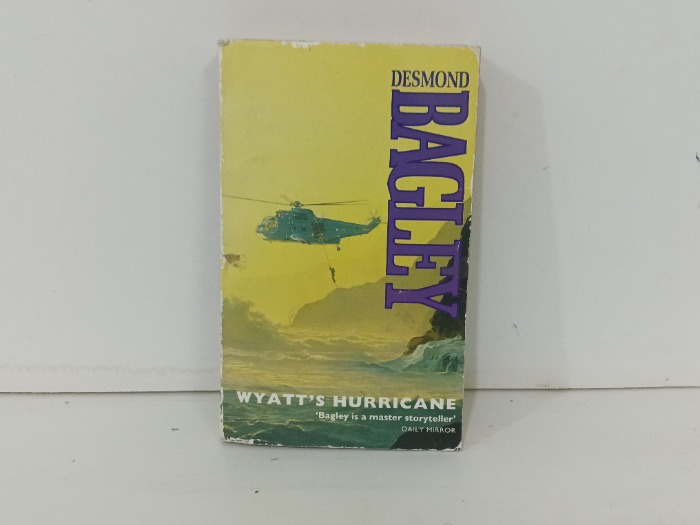 DESMOND
BAGLEY
WYATT'S HURRICANE
'Bagley is a master storyteller'
DAILY MIRROR